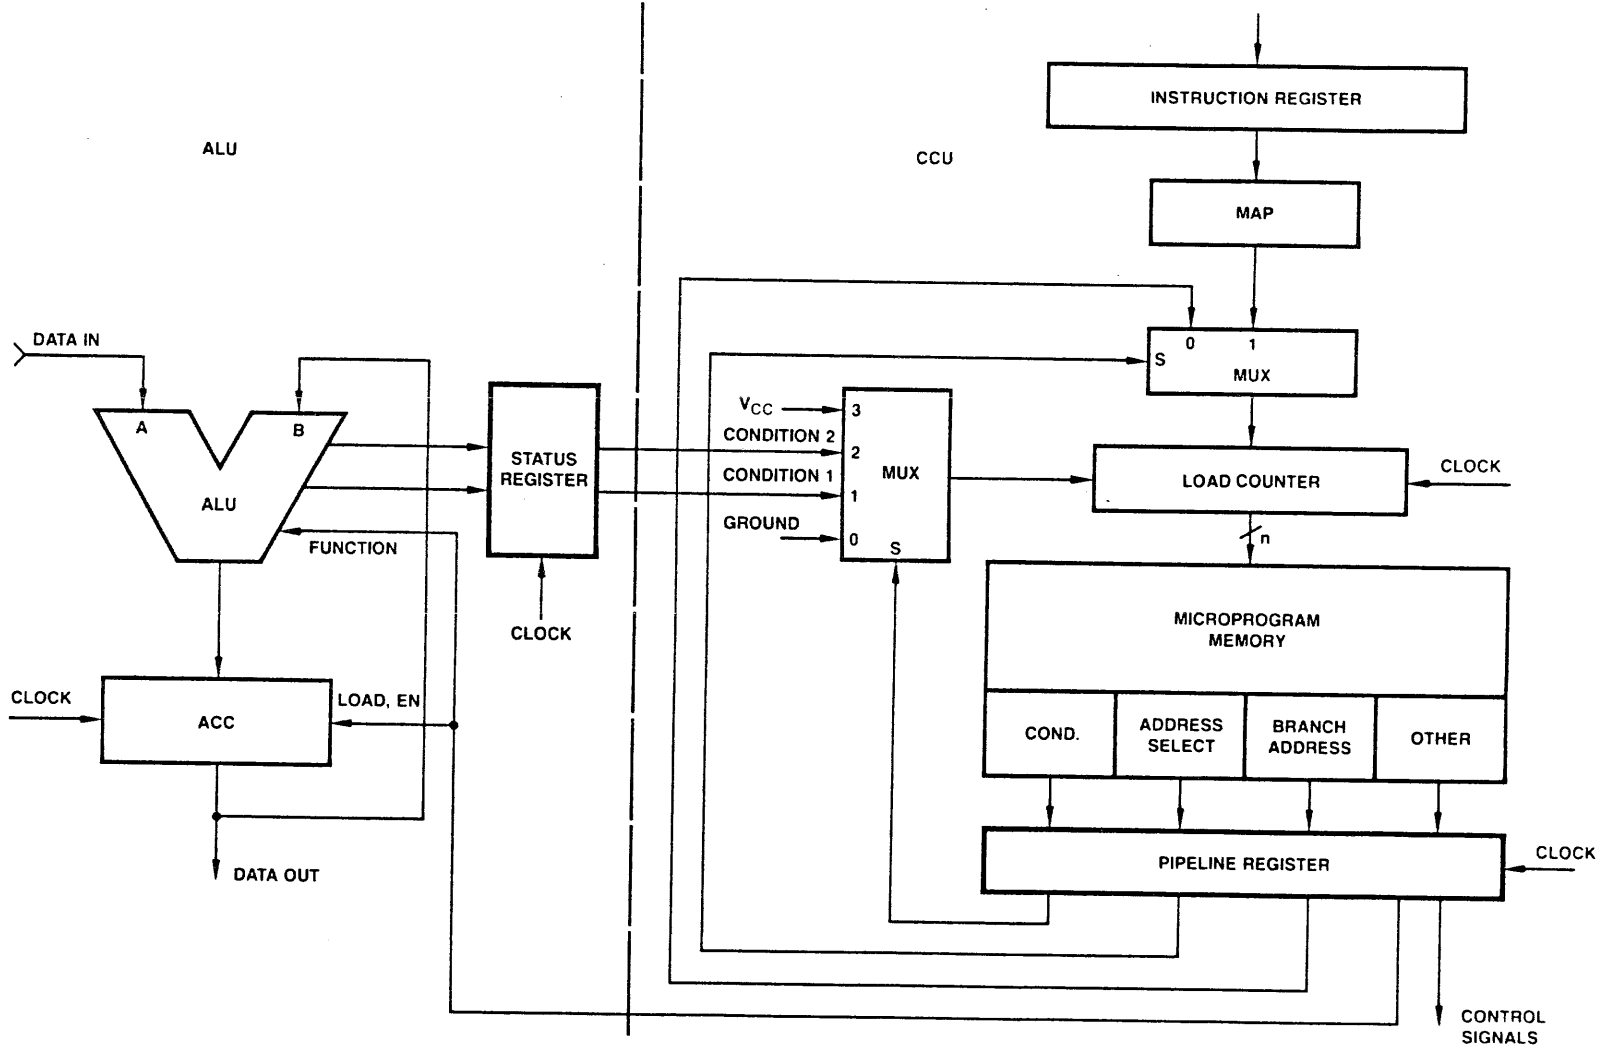 INSTRUCTION REGISTER
ALU
CCU
MAP
DATA IN
0 1
S
MUX
A B
ALU
FUNCTION
STATUS
REGISTER
CLOCK
VCC
CONDITION 2
CONDITION 1
GROUND
3
2
1
0
MUX
S
LOAD COUNTER
CLOCK
n
MICROPROGRAM
MEMORY
COND.
ADDRESS
SELECT
BRANCH
ADDRESS
OTHER
CLOCK
ACC
LOAD, EN
DATA OUT
PIPELINE REGISTER
CLOCK
CONTROL
SIGNALS